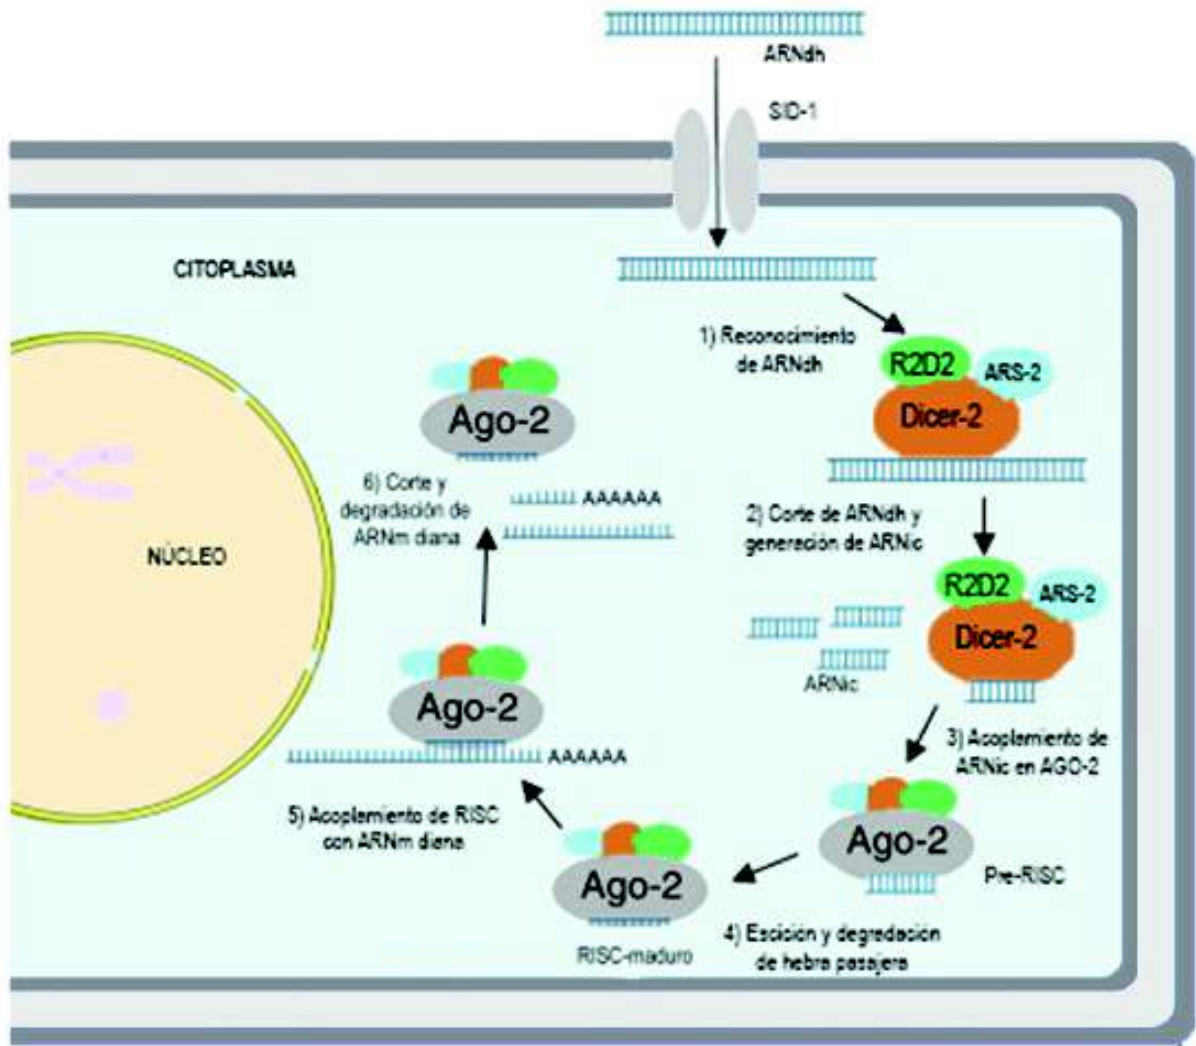 ARNdh
SID-1
CITOPLASMA
1) Reconocimiento
de ARNdh
R2D2
ARS-2
Dicer-2
Ago-2
6) Corte y
degradación de
ARNm diana
AAAAAA
2) Corte de ARNdh y
generación de ARNic
NÚCLEO
R2D2
ARS-2
Dicer-2
ARNic
Ago-2
AAAAAA
3) Acoplamiento de
ARNic en AGO-2
5) Acoplamiento de RISC
con ARNm diana
Ago-2
Pre-RISC
Ago-2
RISC-maduro
4) Escisión y degradación
de hebra pasajera